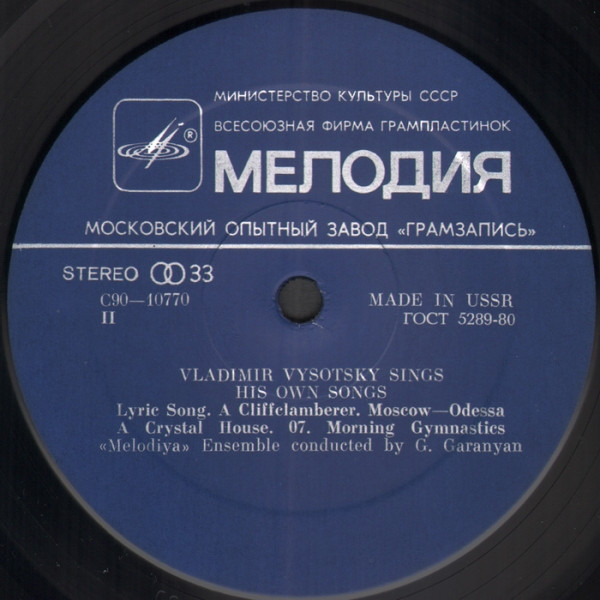 ®
МИНИСТЕРСТВО КУЛЬТУРЫ СССР
ВСЕСОЮЗНАЯ ФИРМА ГРАМПЛАСТИНОК
МЕЛОДИЯ
МОСКОВСКИЙ ОПЫТНЫЙ ЗАВОД «ГРАМЗАПИСЬ»
STEREO 33
С90—10770 MADE IN USSR
II ГОСТ 5289-80
VLADIMIR VYSOTSKY SINGS
HIS OWN SONGS
Lyric Song. A Cliffclamberer. Moscow—Odessa
A Crystal House. 07. Morning Gymnastics
«Melodiya» Ensemble conducted by G. Garanyan